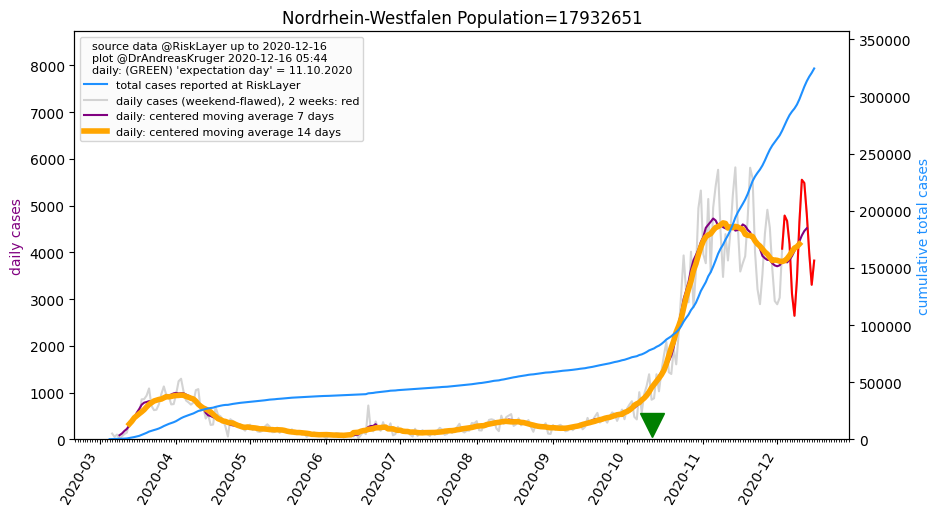 Nordrhein-Westfalen Population=17932651
source data @RiskLayer up to 2020-12-16
plot @DrAndreasKruger 2020-12-16 05:44
daily: (GREEN) 'expectation day' = 11.10.2020
total cases reported at RiskLayer
daily cases (weekend-flawed), 2 weeks: red
daily: centered moving average 7 days
daily: centered moving average 14 days
daily cases
8000
7000
6000
5000
4000
3000
2000
1000
0
350000
300000
250000
200000
150000
100000
50000
0
cumulative total cases
2020-03
2020-04
2020-05
2020-06
2020-07
2020-08
2020-09
2020-10
2020-11
2020-12